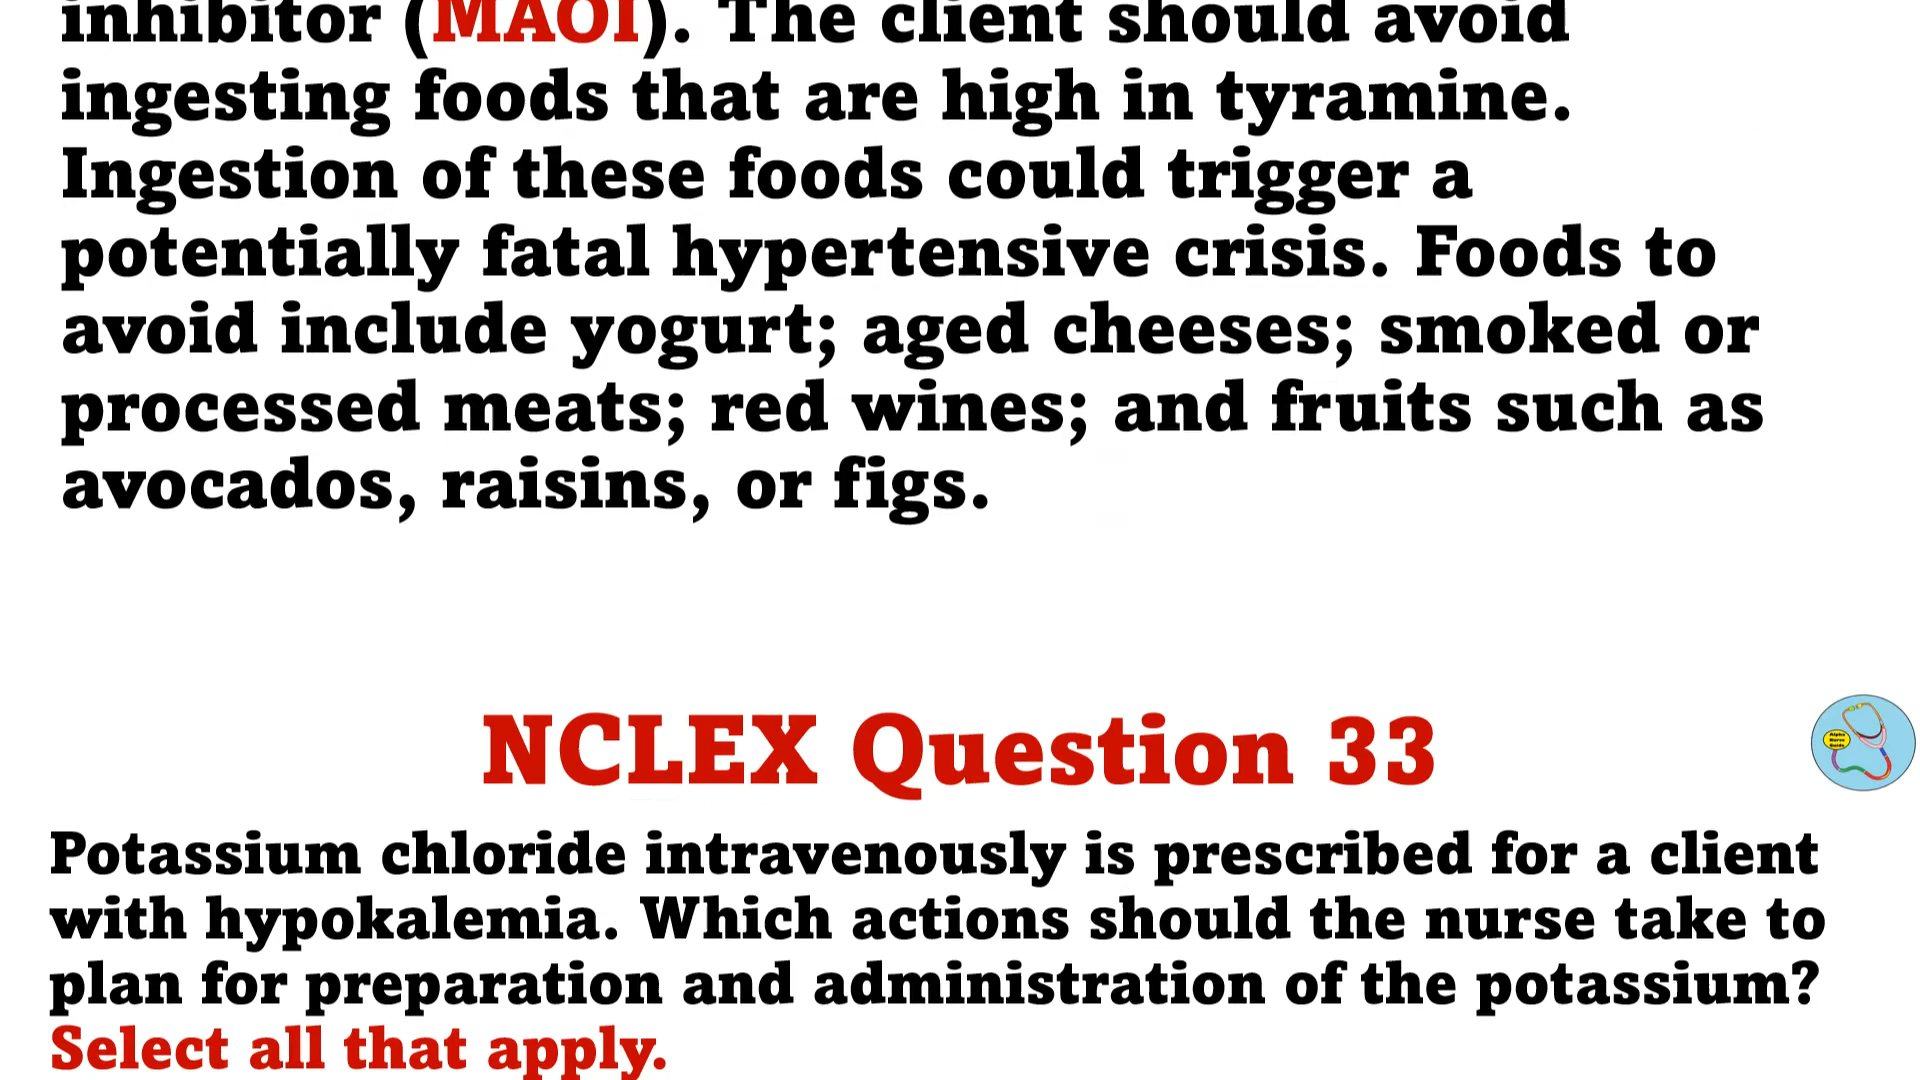 inhibitor (MAOI). The client should avoid
ingesting foods that are high in tyramine.
Ingestion of these foods could trigger a
potentially fatal hypertensive crisis. Foods to
avoid include yogurt; aged cheeses; smoked or
processed meats; red wines; and fruits such as
avocados, raisins, or figs.
NCLEX Question 33
Alpha
Nurse
Guide
Potassium chloride intravenously is prescribed for a client
with hypokalemia. Which actions should the nurse take to
plan for preparation and administration of the potassium?
Select all that apply.